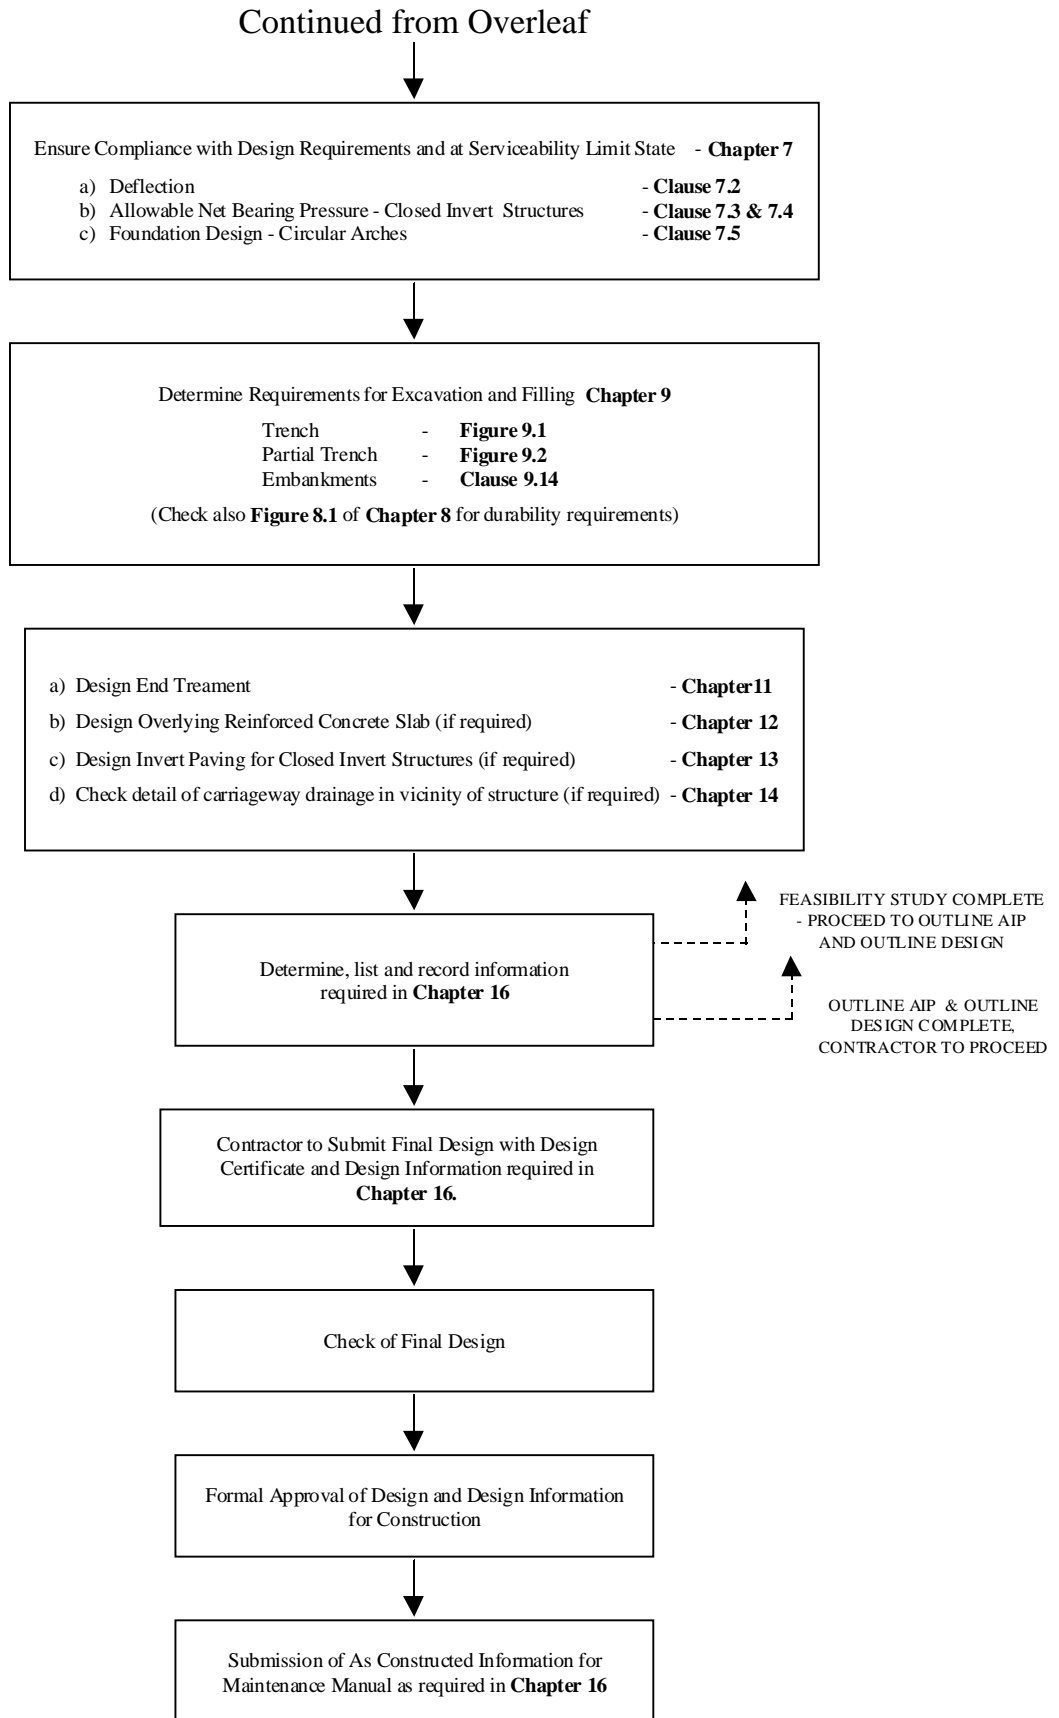 Continued from Overleaf
Ensure Compliance with Design Requirements and at Serviceability Limit State - Chapter 7
a) Deflection - Clause 7.2
b) Allowable Net Bearing Pressure - Closed Invert Structures - Clause 7.3 & 7.4
c) Foundation Design - Circular Arches - Clause 7.5
Determine Requirements for Excavation and Filling Chapter 9
Trench - Figure 9.1
Partial Trench - Figure 9.2
Embankments - Clause 9.14
(Check also Figure 8.1 of Chapter 8 for durability requirements)
a) Design End Treament - Chapter11
b) Design Overlying Reinforced Concrete Slab (if required) - Chapter 12
c) Design Invert Paving for Closed Invert Structures (if required) - Chapter 13
d) Check detail of carriageway drainage in vicinity of structure (if required) - Chapter 14
Determine, list and record information
required in Chapter 16
FEASIBILITY STUDY COMPLETE
- PROCEED TO OUTLINE AIP
AND OUTLINE DESIGN
OUTLINE AIP & OUTLINE
DESIGN COMPLETE,
CONTRACTOR TO PROCEED
Contractor to Submit Final Design with Design
Certificate and Design Information required in
Chapter 16.
Check of Final Design
Formal Approval of Design and Design Information
for Construction
Submission of As Constructed Information for
Maintenance Manual as required in Chapter 16